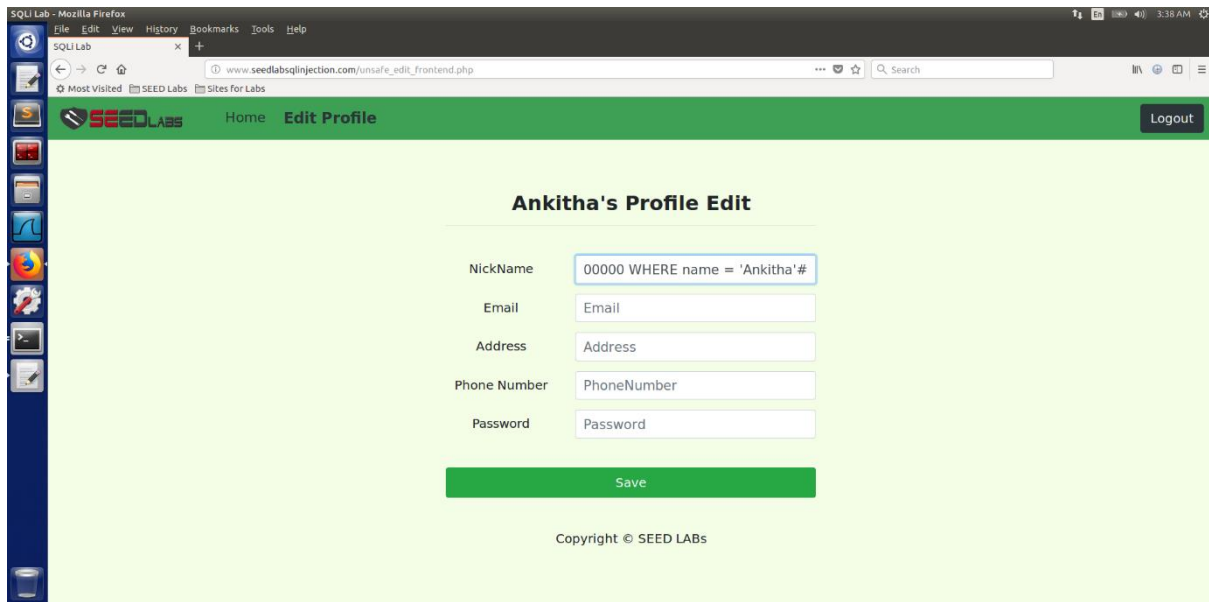 SQLi Lab - Mozilla Firefox
En 3:38 AM
File Edit View History Bookmarks Tools Help
SQLi Lab × +
www.seedlabsqlinjection.com/unsafe_edit_frontend.php Search
Most Visited SEED Labs Sites for Labs
SEEDLABS Home Edit Profile Logout
Ankitha's Profile Edit
NickName 00000 WHERE name = 'Ankitha'#
Email Email
Address Address
Phone Number PhoneNumber
Password Password
Save
Copyright © SEED LABs